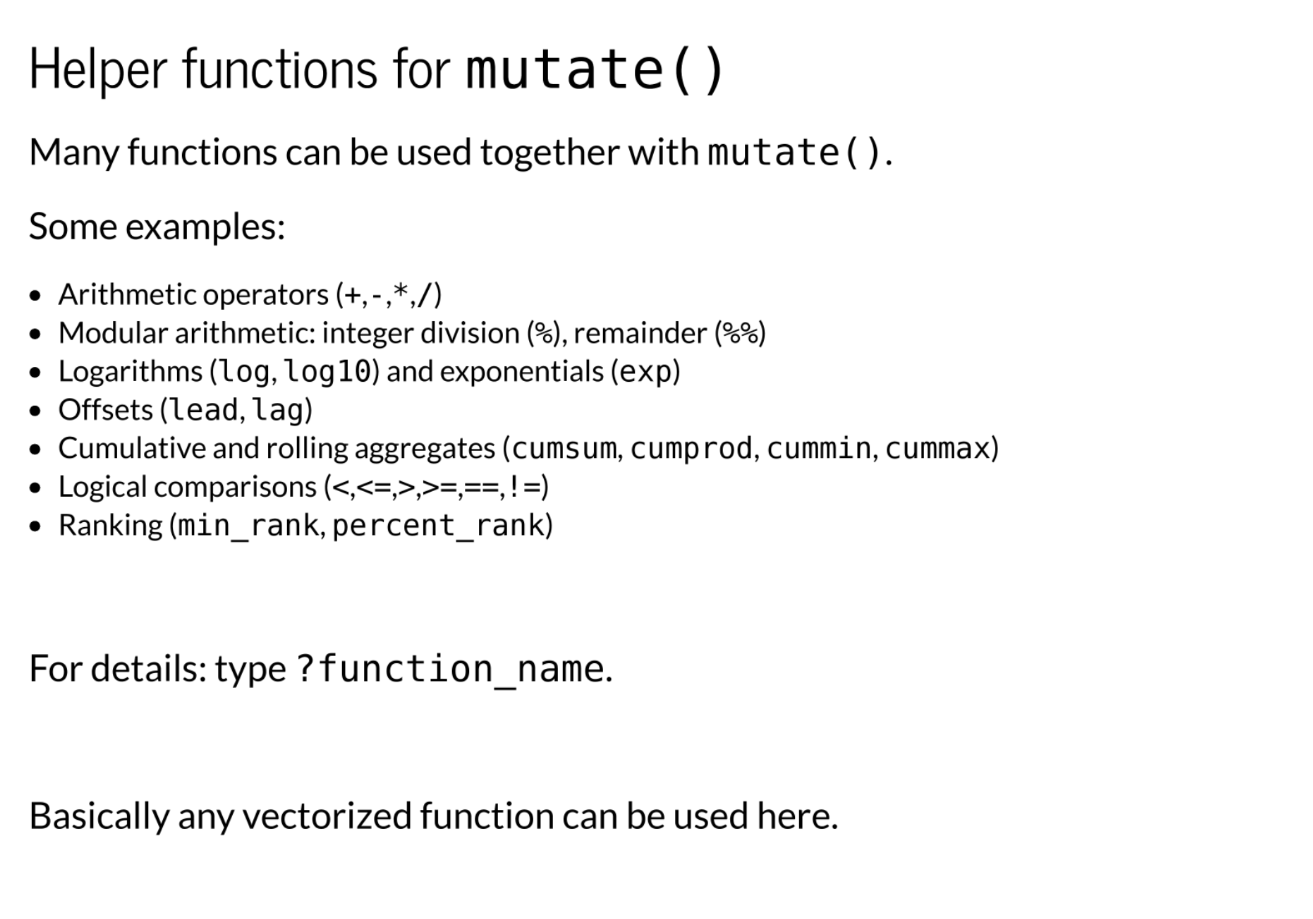 Helper functions for mutate()
Many functions can be used together with mutate().
Some examples:
• Arithmetic operators (+,-,*,/)
• Modular arithmetic: integer division (%), remainder (%%)
• Logarithms (log, log10) and exponentials (exp)
• Offsets (lead, lag)
• Cumulative and rolling aggregates (cumsum, cumprod, cummin, cummax)
• Logical comparisons (<,<=,>,>=,==,!=)
• Ranking (min_rank, percent_rank)
For details: type ?function_name.
Basically any vectorized function can be used here.